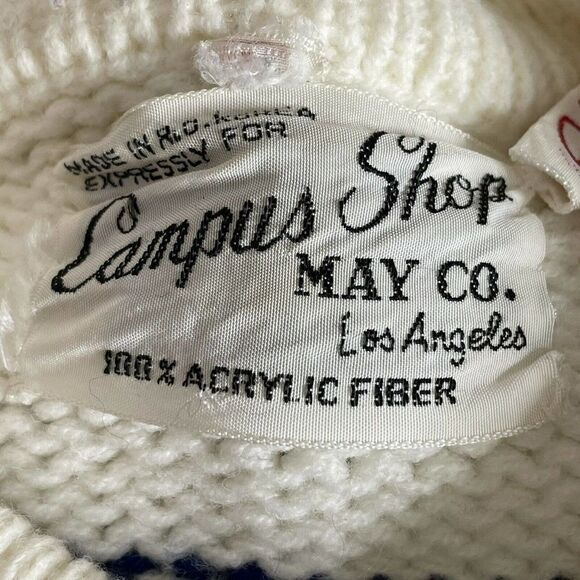 MADE IN R.O. KOREA
EXPRESSLY FOR
Campus Shop
MAY CO.
Los Angeles
100% ACRYLIC FIBER